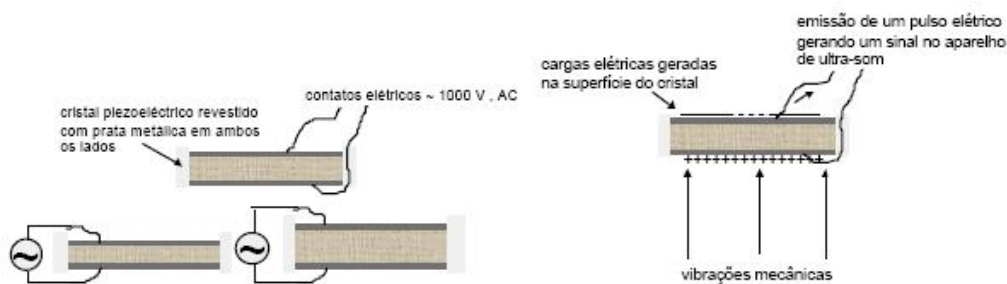 cristal piezoeléctrico revestido
com prata metálica em ambos
os lados
contatos elétricos ~ 1000 V , AC
cargas elétricas geradas
na superfície do cristal
emissão de um pulso elétrico
gerando um sinal no aparelho
de ultra-som
- - -
+++++++++++++++
~
~
vibrações mecânicas